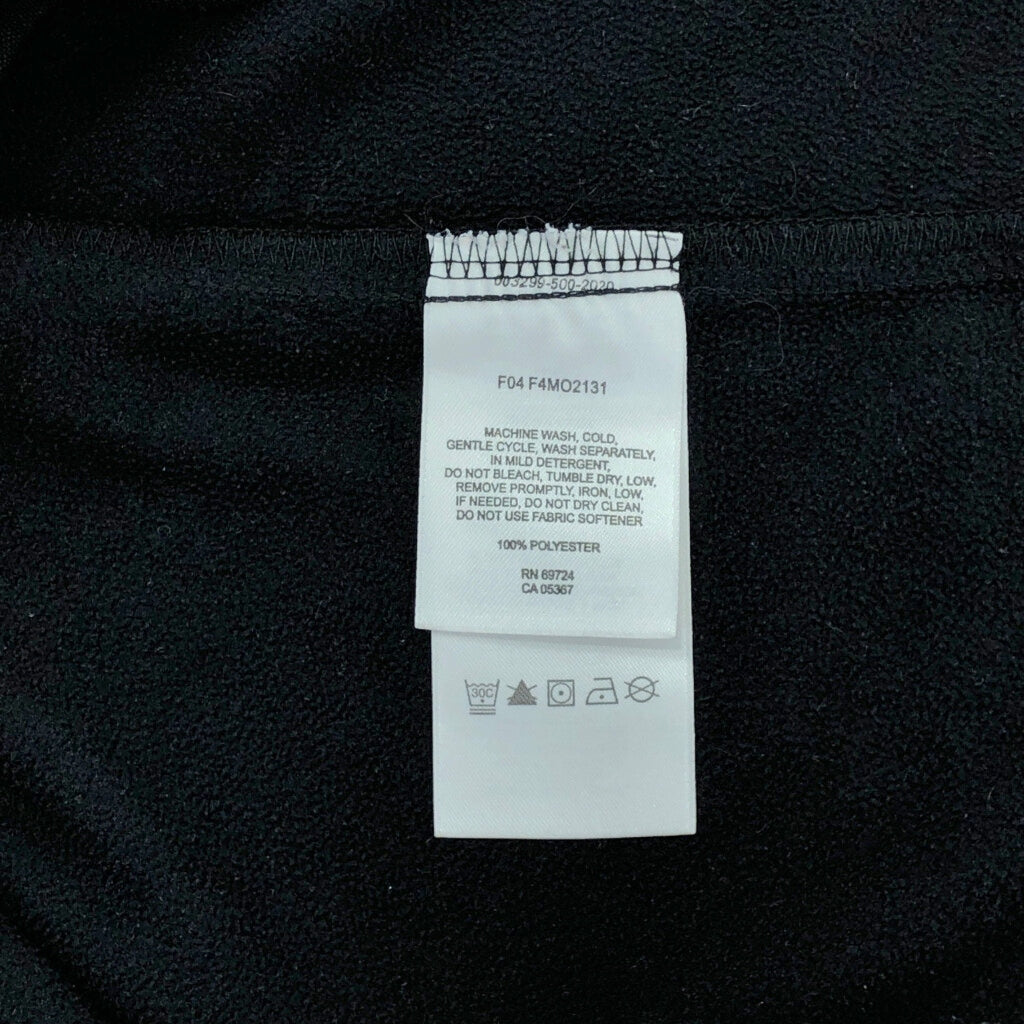 003299-500-2020
F04 F4MO2131
MACHINE WASH, COLD,
GENTLE CYCLE, WASH SEPARATELY,
IN MILD DETERGENT,
DO NOT BLEACH, TUMBLE DRY, LOW,
REMOVE PROMPTLY, IRON, LOW,
IF NEEDED, DO NOT DRY CLEAN,
DO NOT USE FABRIC SOFTENER
100% POLYESTER
RN 69724
CA 05367
30C